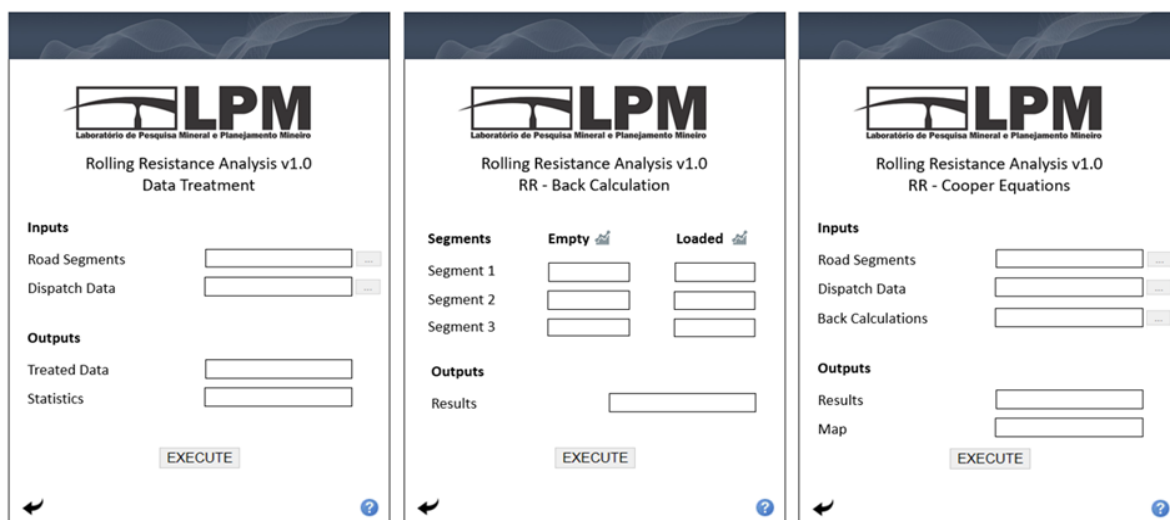 LPM
Laboratório de Pesquisa Mineral e Planejamento Mineiro
Rolling Resistance Analysis v1.0
Data Treatment
Inputs
Road Segments ...
Dispatch Data ...
Outputs
Treated Data
Statistics
EXECUTE
?
LPM
Laboratório de Pesquisa Mineral e Planejamento Mineiro
Rolling Resistance Analysis v1.0
RR - Back Calculation
Segments Empty Loaded
Segment 1
Segment 2
Segment 3
Outputs
Results
EXECUTE
?
LPM
Laboratório de Pesquisa Mineral e Planejamento Mineiro
Rolling Resistance Analysis v1.0
RR - Cooper Equations
Inputs
Road Segments ...
Dispatch Data ...
Back Calculations ...
Outputs
Results
Map
EXECUTE
?